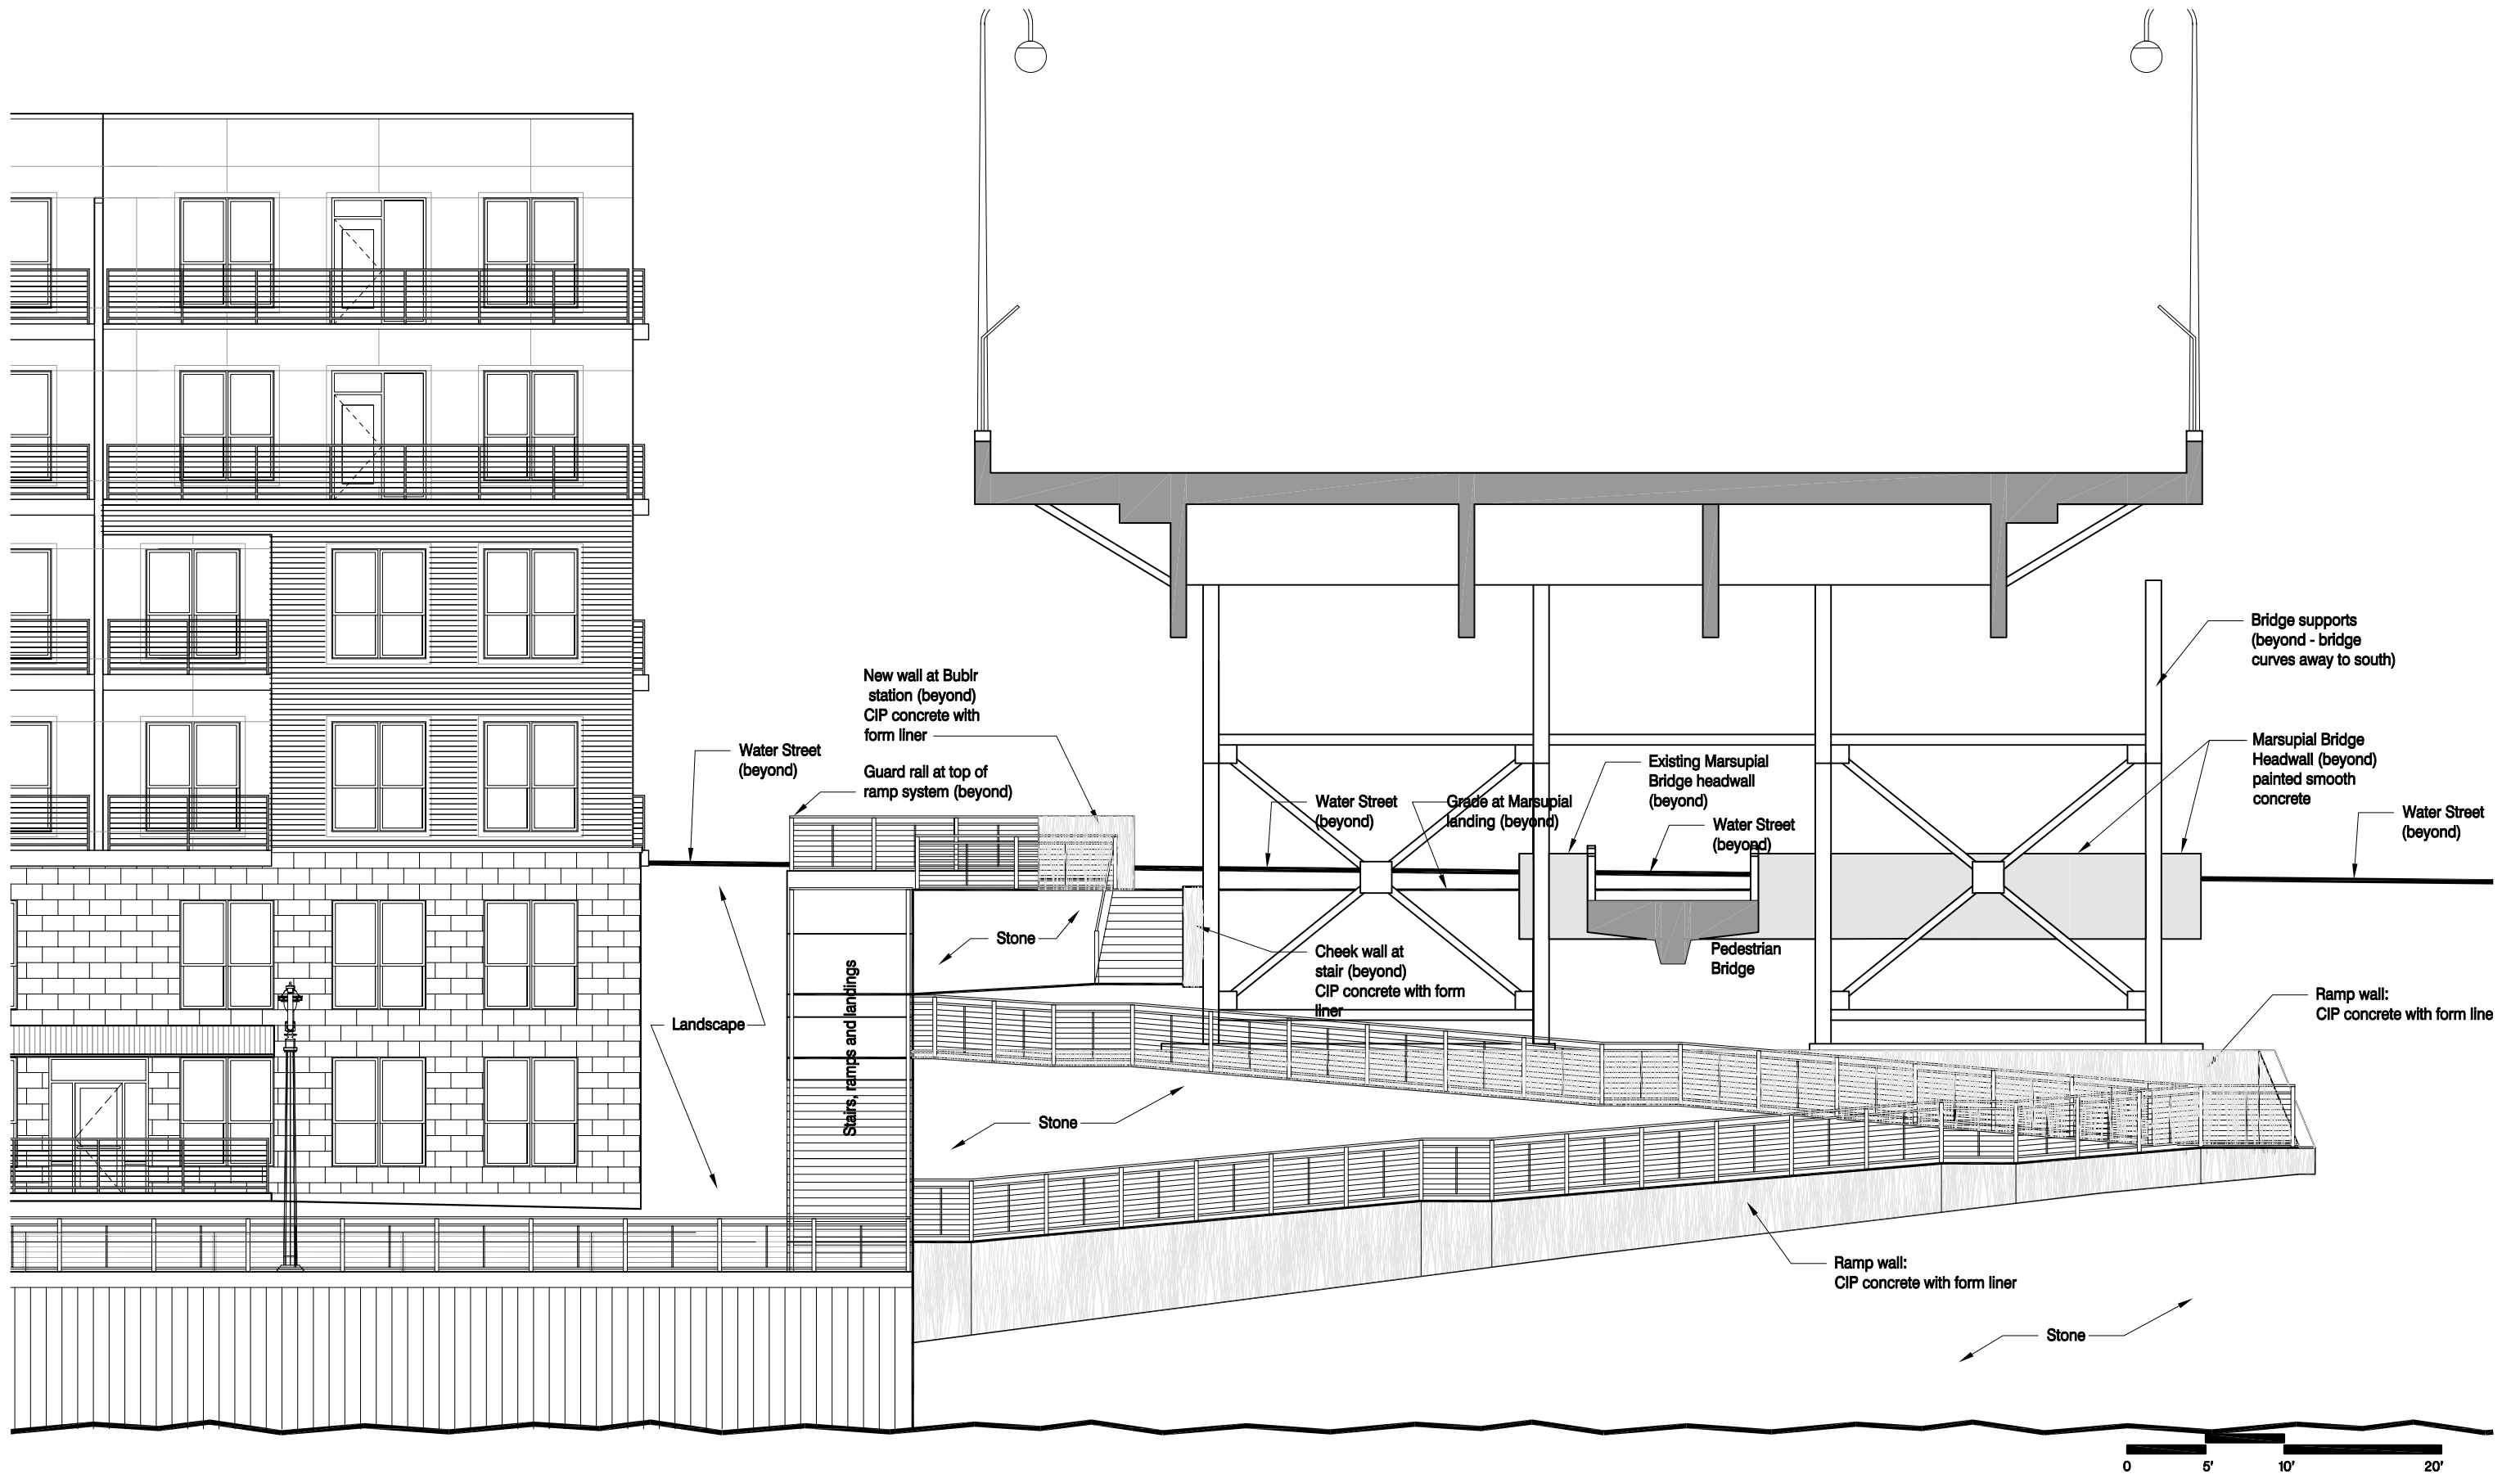 Bridge supports
(beyond - bridge
curves away to south)
New wall at Bublr
station (beyond)
CIP concrete with
form liner
Water Street
(beyond)
Guard rail at top of
ramp system (beyond)
Water Street
(beyond)
Grade at Marsupial
landing (beyond)
Existing Marsupial
Bridge headwall
(beyond)
Water Street
(beyond)
Marsupial Bridge
Headwall (beyond)
painted smooth
concrete
Water Street
(beyond)
Stone
Cheek wall at
stair (beyond)
CIP concrete with form
liner
Pedestrian
Bridge
Landscape
Stairs, ramps and landings
Ramp wall:
CIP concrete with form line
Stone
Ramp wall:
CIP concrete with form liner
Stone
0 5' 10' 20'